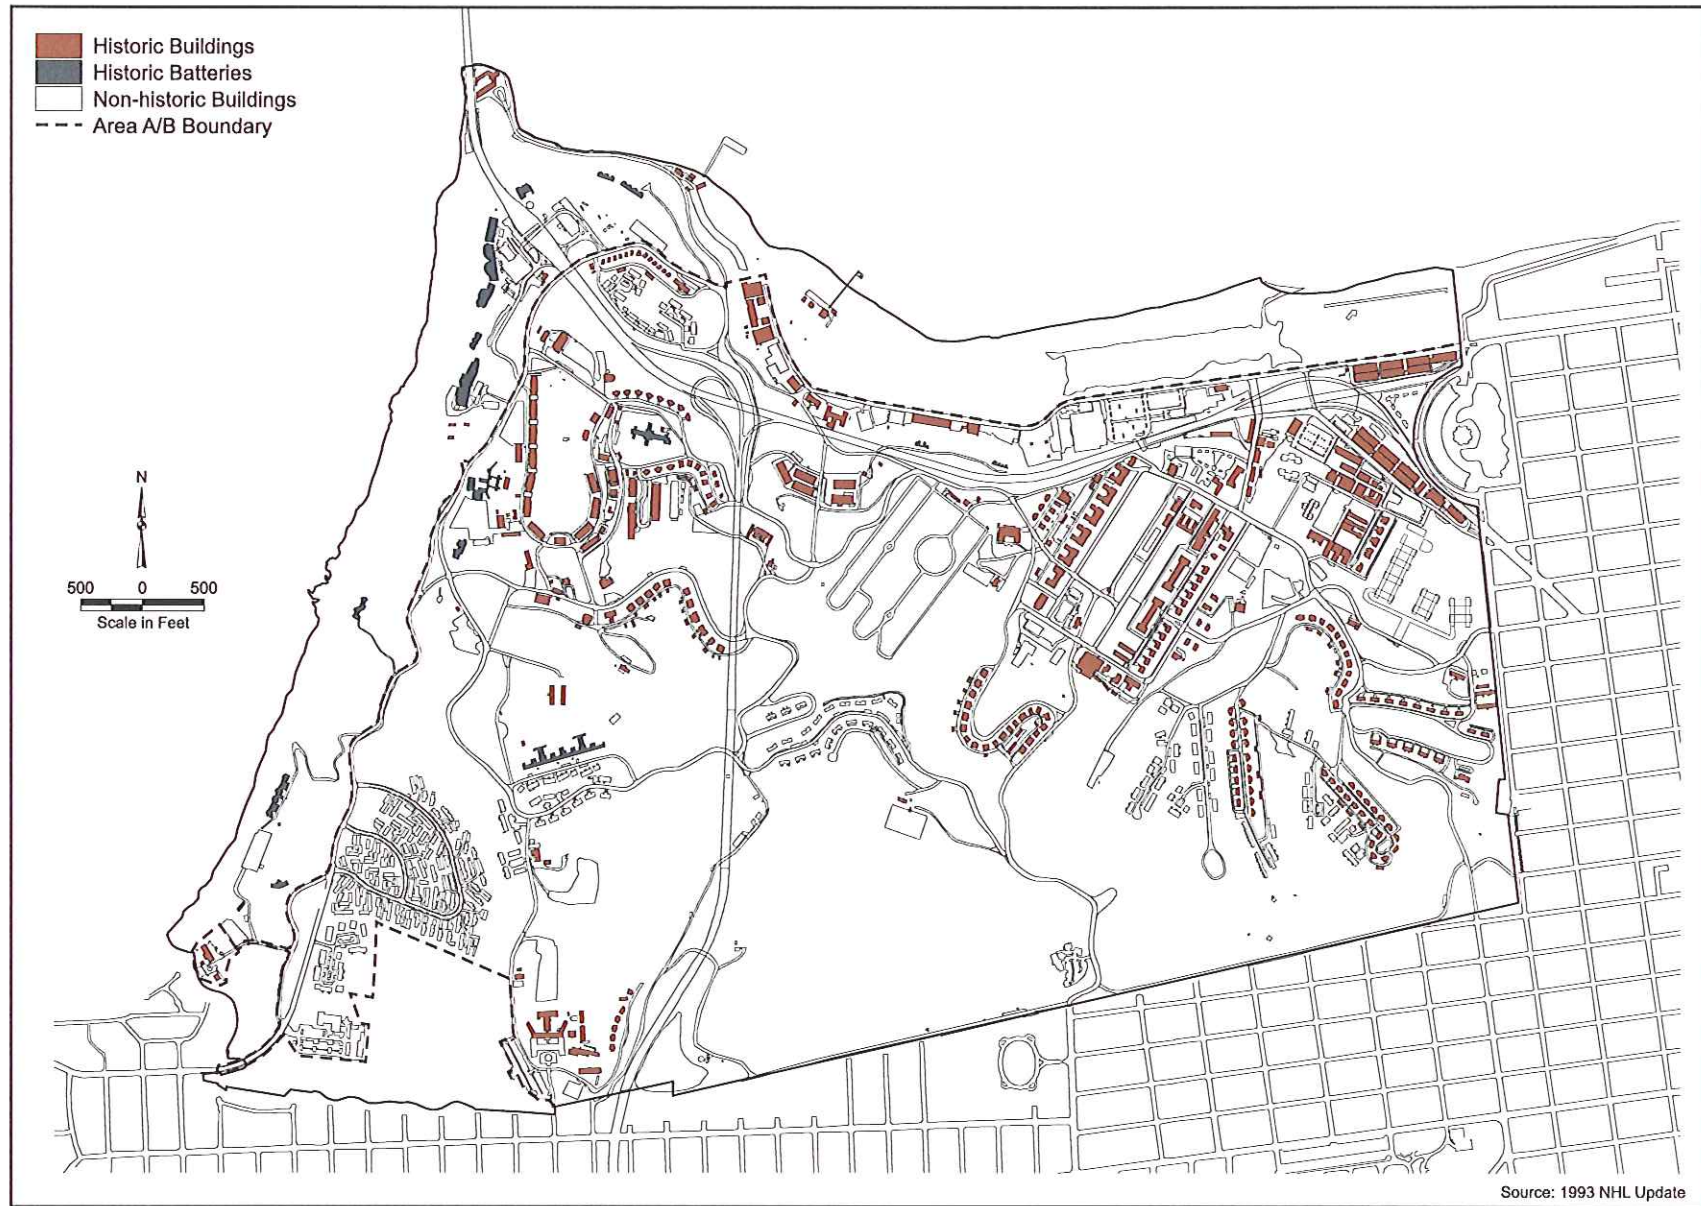 Historic Buildings
Historic Batteries
Non-historic Buildings
Area A/B Boundary
N
500 0 500
Scale in Feet
Source: 1993 NHL Update